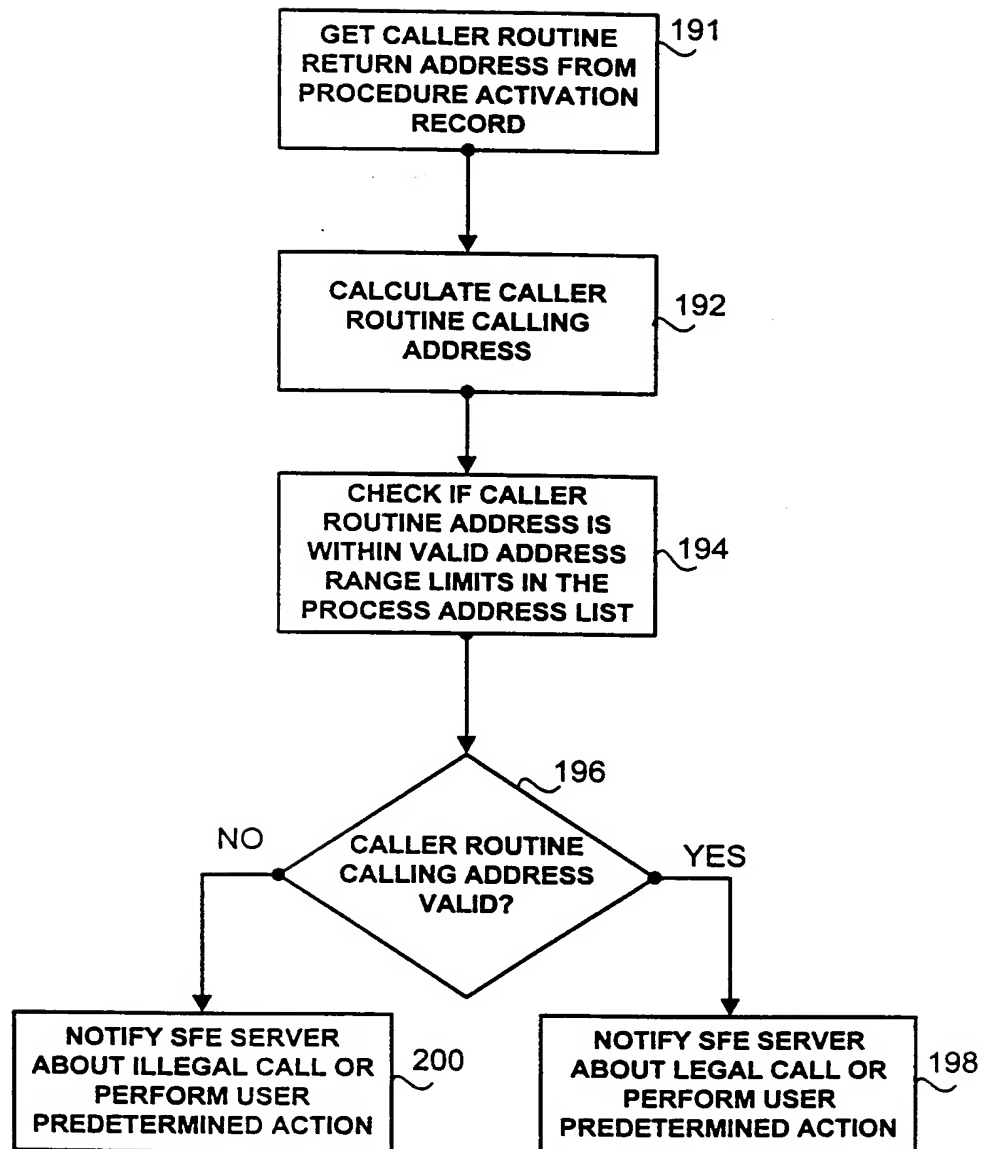 GET CALLER ROUTINE
RETURN ADDRESS FROM
PROCEDURE ACTIVATION
RECORD
191
CALCULATE CALLER
ROUTINE CALLING
ADDRESS
192
CHECK IF CALLER
ROUTINE ADDRESS IS
WITHIN VALID ADDRESS
RANGE LIMITS IN THE
PROCESS ADDRESS LIST
194
196
CALLER ROUTINE
CALLING ADDRESS
VALID?
NO
YES
NOTIFY SFE SERVER
ABOUT ILLEGAL CALL OR
PERFORM USER
PREDETERMINED ACTION
200
NOTIFY SFE SERVER
ABOUT LEGAL CALL OR
PERFORM USER
PREDETERMINED ACTION
198